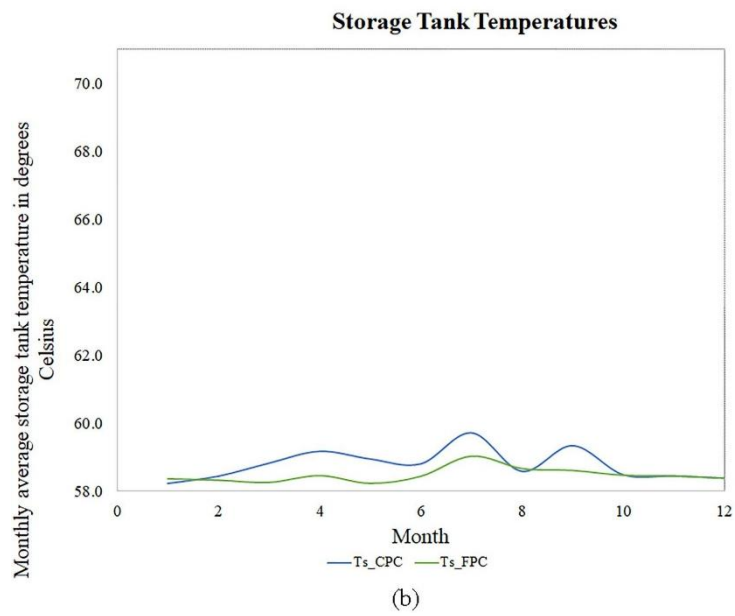 Storage Tank Temperatures
Monthly average storage tank temperature in degrees
Celsius
70.0
68.0
66.0
64.0
62.0
60.0
58.0
0 2 4 6 8 10 12
Month
Ts_CPC Ts_FPC
(b)